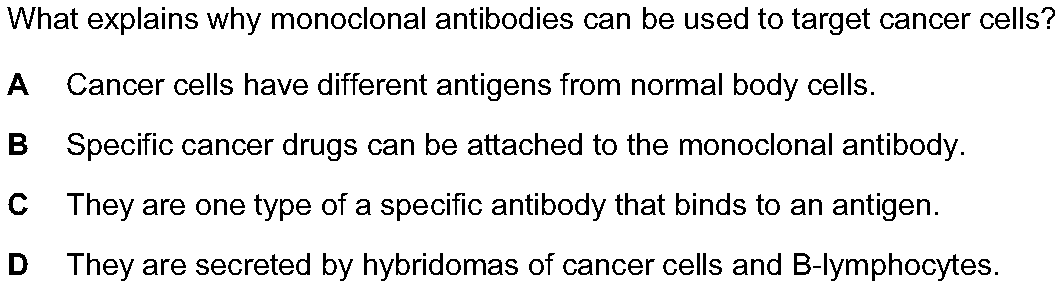 What explains why monoclonal antibodies can be used to target cancer cells?
A Cancer cells have different antigens from normal body cells.
B Specific cancer drugs can be attached to the monoclonal antibody.
C They are one type of a specific antibody that binds to an antigen.
D They are secreted by hybridomas of cancer cells and B-lymphocytes.